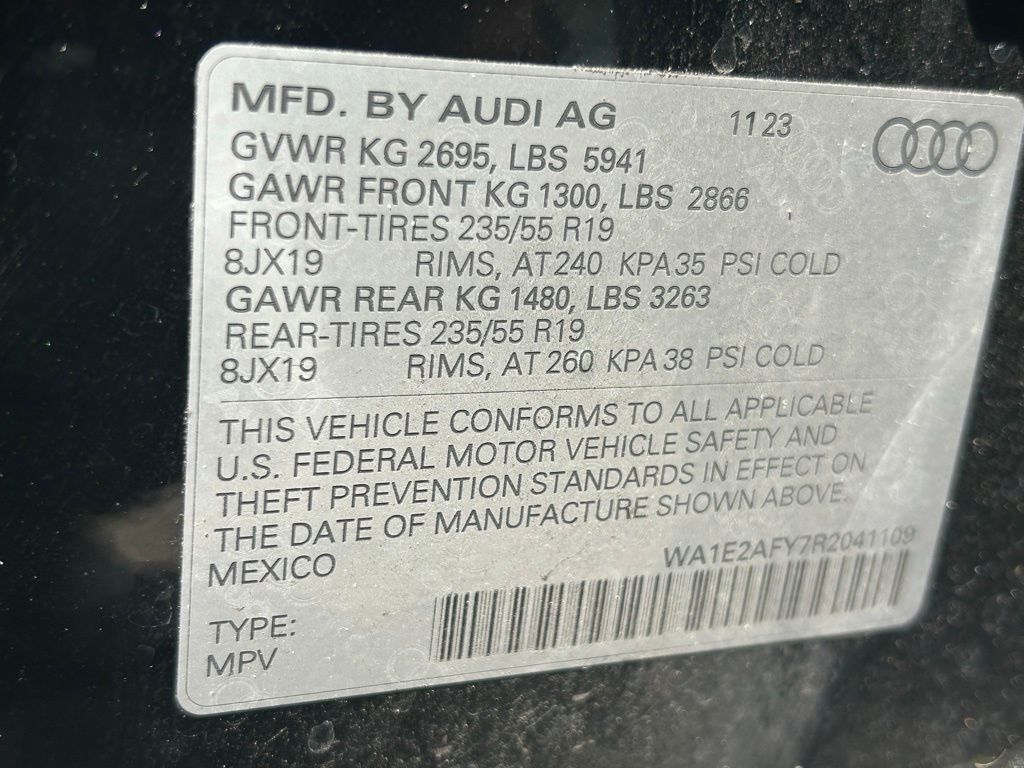 MFD. BY AUDI AG 11 23
GVWR KG 2695, LBS 5941
GAWR FRONT KG 1300, LBS 2866
FRONT-TIRES 235/55 R19
8JX19 RIMS, AT 240 KPA 35 PSI COLD
GAWR REAR KG 1480, LBS 3263
REAR-TIRES 235/55 R19
8JX19 RIMS, AT 260 KPA 38 PSI COLD
THIS VEHICLE CONFORMS TO ALL APPLICABLE
U.S. FEDERAL MOTOR VEHICLE SAFETY AND
THEFT PREVENTION STANDARDS IN EFFECT ON
THE DATE OF MANUFACTURE SHOWN ABOVE.
MEXICO WA1E2AFY7R2041109
TYPE:
MPV